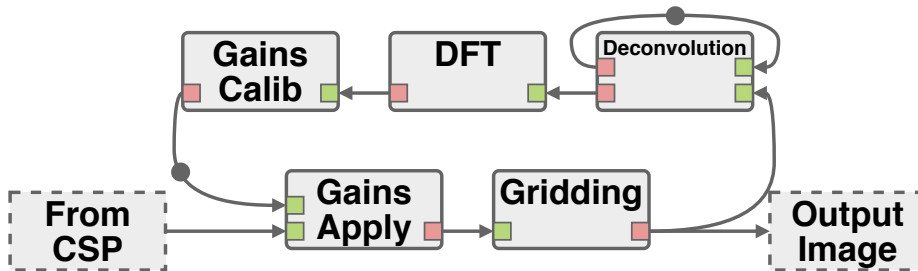 Gains
Calib
DFT
Deconvolution
From
CSP
Gains
Apply
Gridding
Output
Image